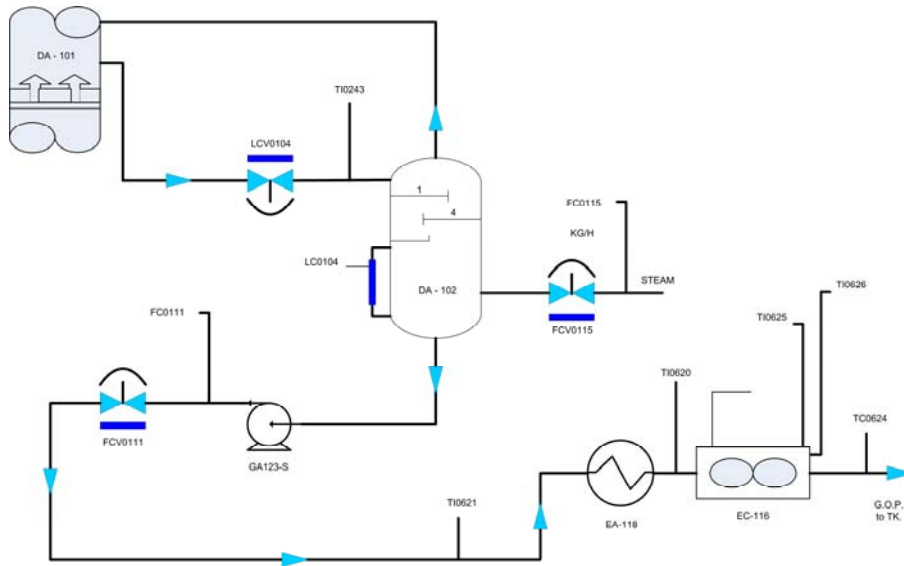 DA - 101
TI0243
LCV0104
1
4
FC0115
KG/H
LC0104
STEAM
DA - 102
TI0626
FC0111
TI0625
FCV0115
TI0620
TC0624
FCV0111
GA123-S
TI0621
EA-118
EC-116
G.O.P.
to TK.